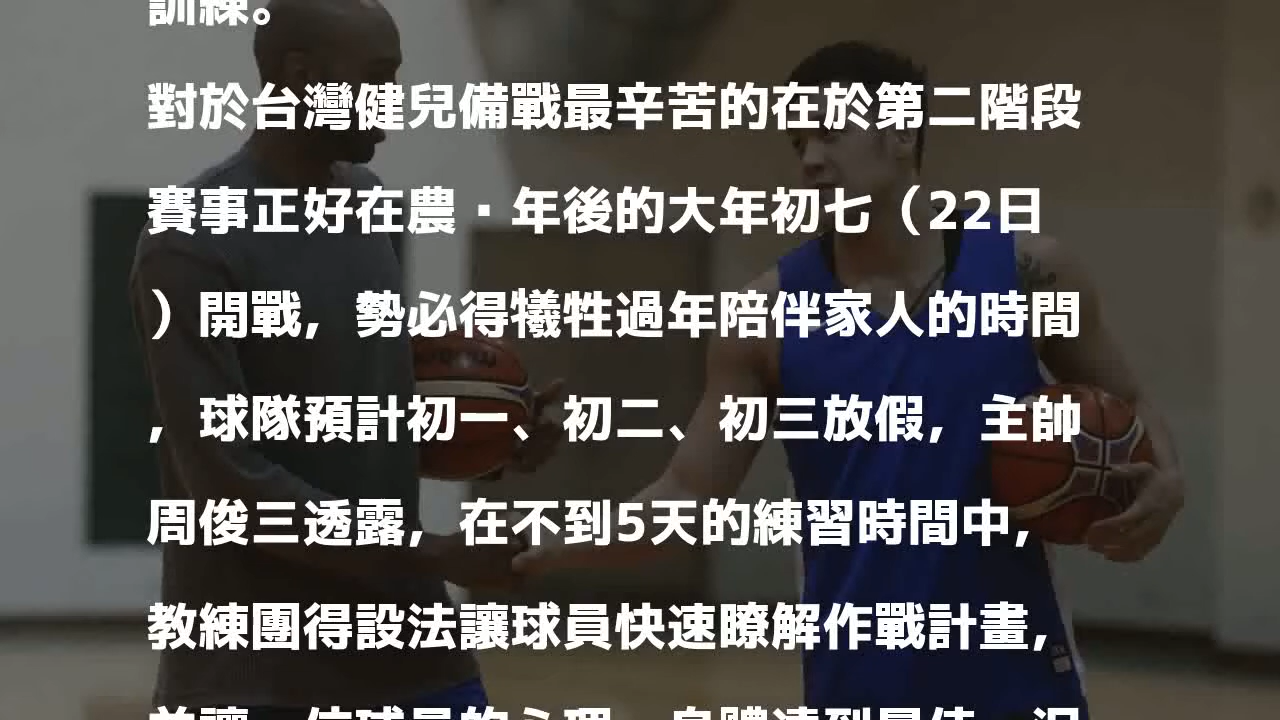 訓練。
對於台灣健兒備戰最辛苦的在於第二階段
賽事正好在農·年後的大年初七（22日
）開戰，勢必得犧牲過年陪伴家人的時間
，球隊預計初一、初二、初三放假，主帥
周俊三透露，在不到5天的練習時間中，
教練團得設法讓球員快速瞭解作戰計畫，